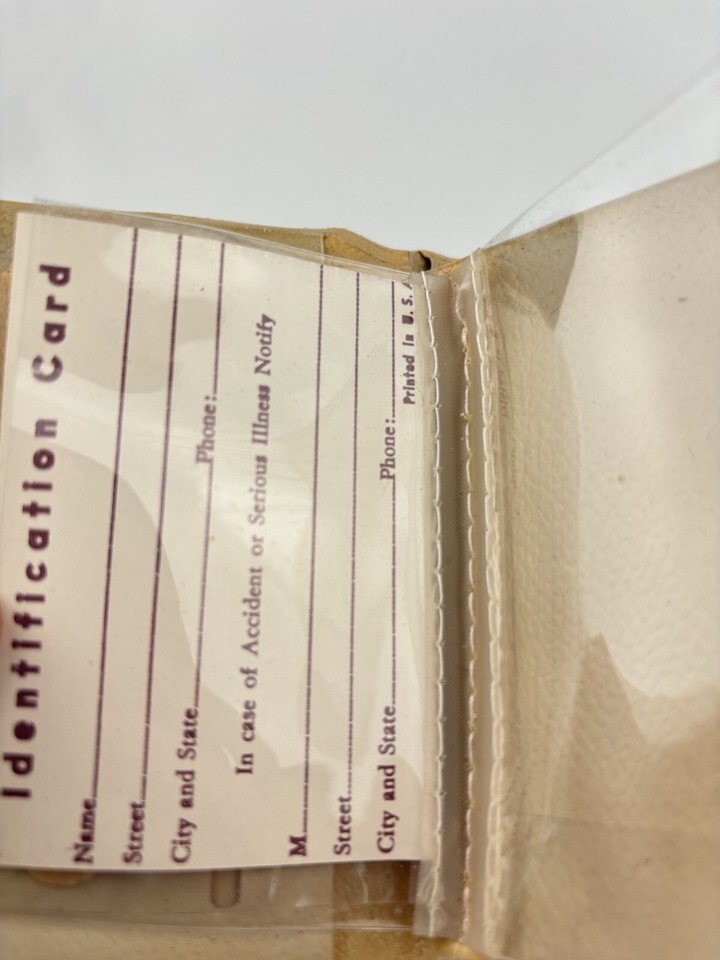 Identification Card
Name
Street
City and State Phone:
In case of Accident or Serious Illness Notify
M
Street
City and State Phone:
Printed in U. S. A